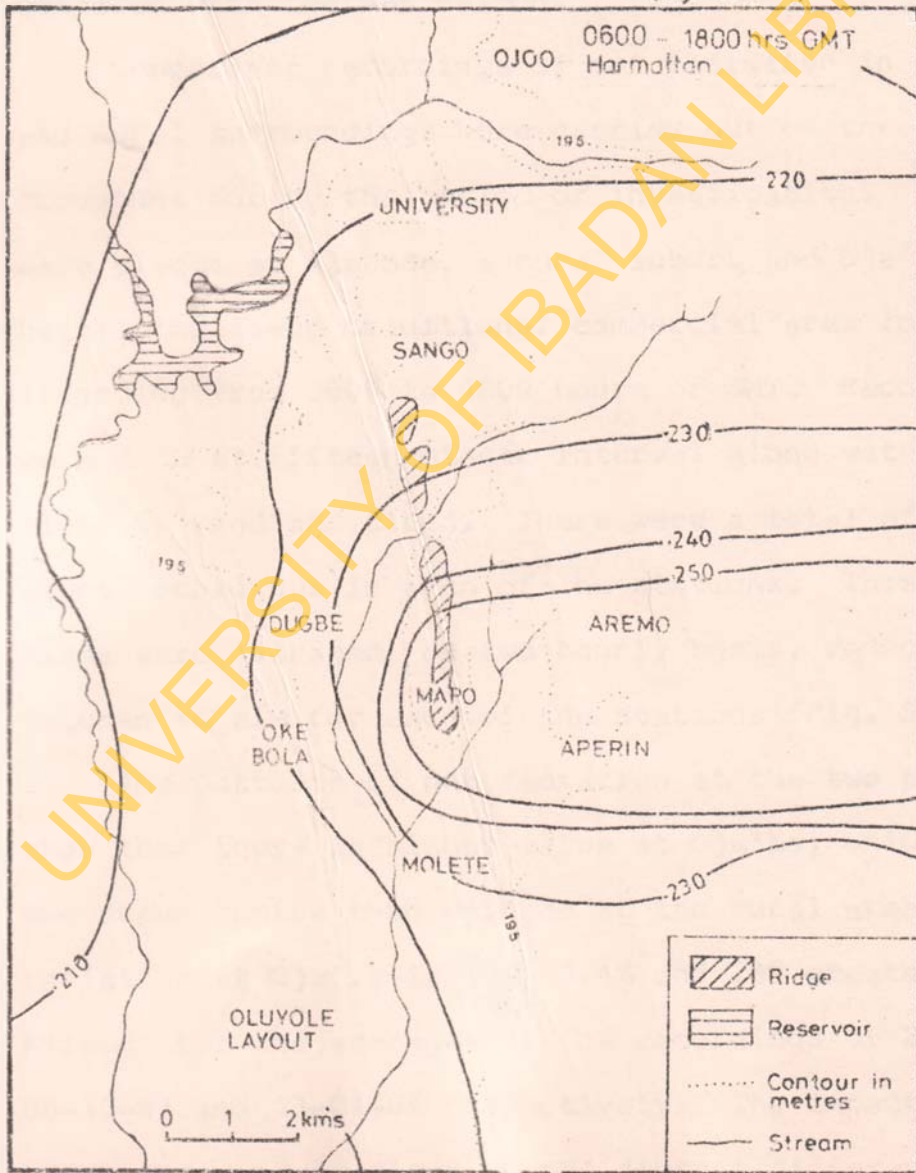 0600 - 1800 hrs GMT
OJOO Harmattan
195
220
UNIVERSITY
SANGO
230
240
250
195
DUGBE
AREMO
MAPO
OKE
BOLA
APERIN
MOLETE
230
195
210
OLUYOLE
LAYOUT
0 1 2 kms
Ridge
Reservoir
Contour in
metres
Stream
UNIVERSITY OF IBADAN LIB